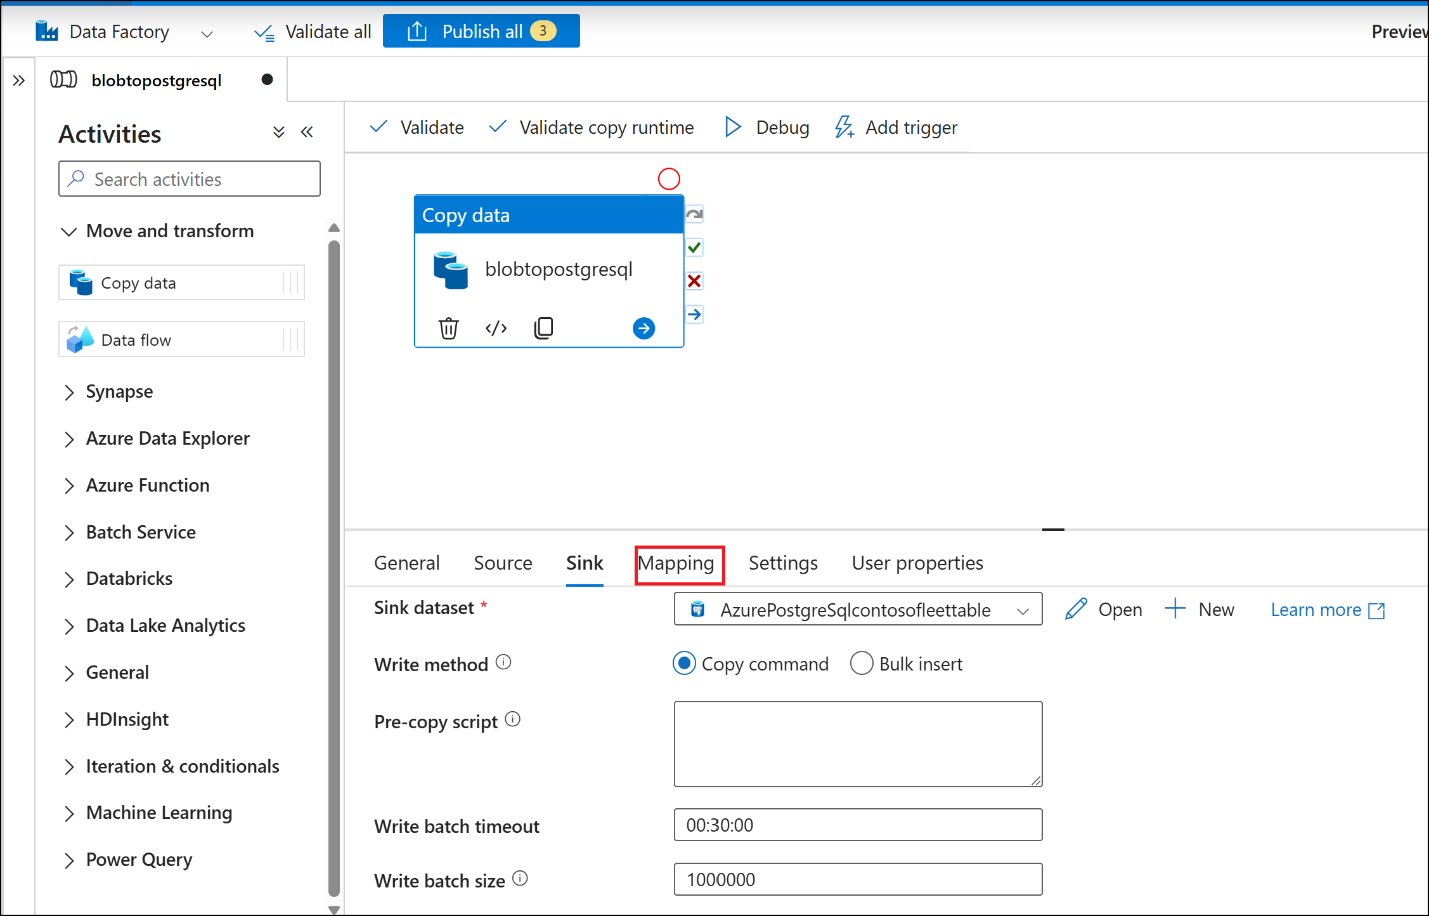 Data Factory
Validate all
Publish all 3
Preview
blobtopostgresql
Activities
Search activities
Move and transform
Copy data
Data flow
Synapse
Azure Data Explorer
Azure Function
Batch Service
Databricks
Data Lake Analytics
General
HDInsight
Iteration & conditionals
Machine Learning
Power Query
Validate
Validate copy runtime
Debug
Add trigger
Copy data
blobtopostgresql
General
Source
Sink
Mapping
Settings
User properties
Sink dataset *
AzurePostgreSqlcontosofleettable
Open
New
Learn more
Write method
Copy command
Bulk insert
Pre-copy script
Write batch timeout
00:30:00
Write batch size
1000000